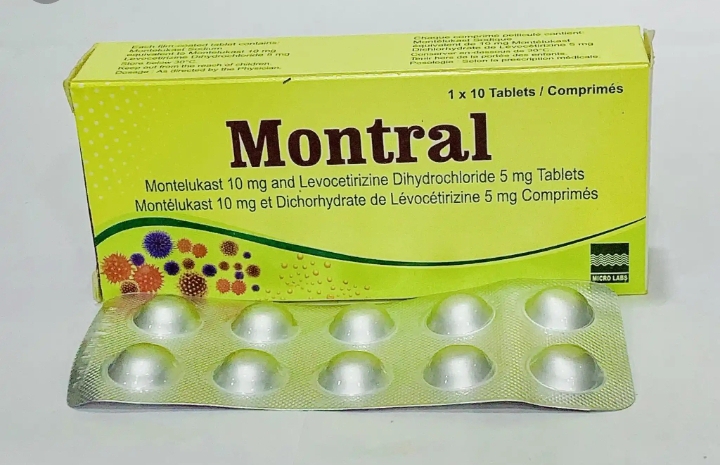 Each film coated tablet contains:
Montelukast Sodium
equivalent to Montelukast 10 mg
Levocetirizine Dihydrochloride 5 mg
Store below 30°C.
Keep out from the reach of children.
Dosage : As directed by the Physician.
Chaque comprimé pelliculé contient:
Montélukast Sodique
équivalent de 10 mg Montélukast
Dichlorhydrate de Lévocétirizine 5 mg
Conserver en-dessous de 30°C.
Tenir hors de la portée des enfants.
Posologie : Selon la prescription médicale.
1 x 10 Tablets / Comprimés
Montral
Montelukast 10 mg and Levocetirizine Dihydrochloride 5 mg Tablets
Montélukast 10 mg et Dichorhydrate de Lévocétirizine 5 mg Comprimés
MICRO LABS